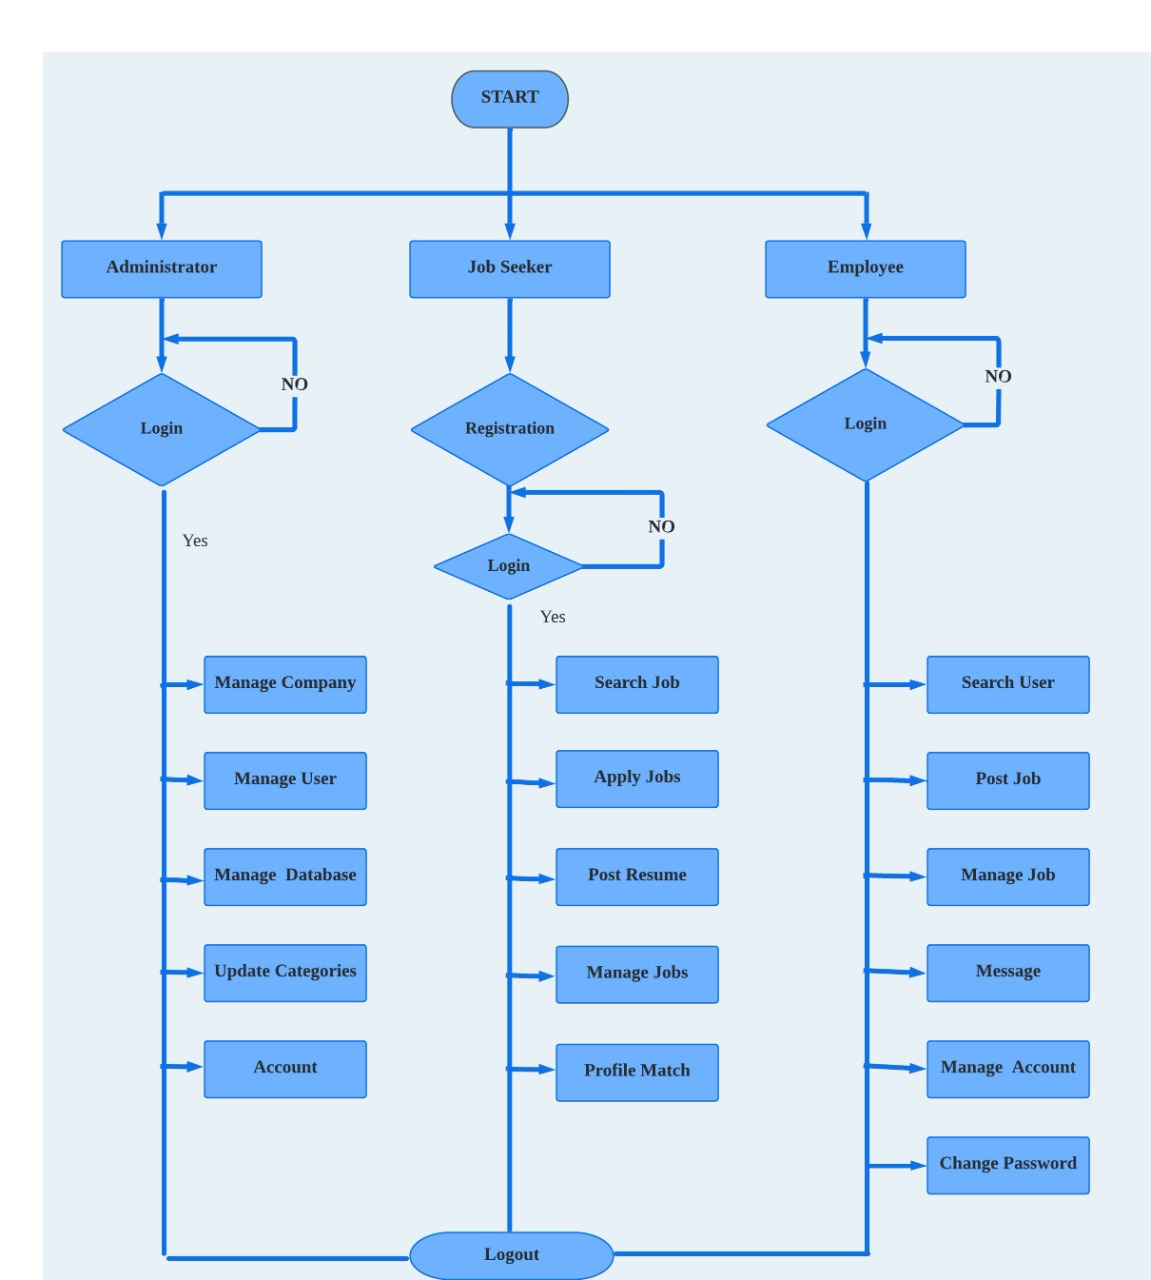 START
Administrator
Job Seeker
Employee
NO
NO
Login
Registration
Login
NO
Yes
Login
Yes
Manage Company
Search Job
Search User
Manage User
Apply Jobs
Post Job
Manage  Database
Post Resume
Manage Job
Update Categories
Manage Jobs
Message
Account
Profile Match
Manage  Account
Change Password
Logout